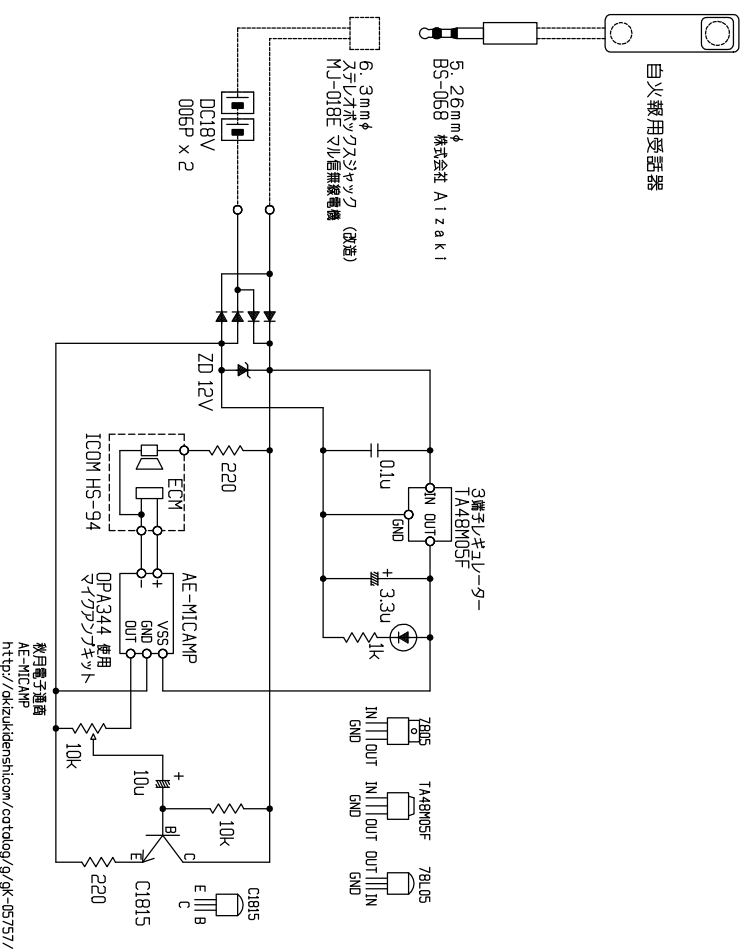 自火報用受話器
5. 26mmφ
BS-068 株式会社 Aizaki
6. 3mmφ
ステレオボックスジャック (改造)
MJ-018E マル信無線電機
DC18V
006P x 2
ZD 12V
220
ECM
ICOM HS-94
0.1u
3端子レギュレーター
TA48M05F
IN OUT
GND
+
3.3u
1k
AE-MICAMP
+
-
VSS
GND
OUT
OPA344 使用
マイクアンプキット
秋月電子通商
AE-MICAMP
http://akizukidenshi.com/catalog/g/gK-05757/
10k
+
10u
10k
B
C
E
C1815
220
7805
IN
OUT
GND
TA48M05F
IN
OUT
GND
78L05
OUT
IN
GND
C1815
E
C
B